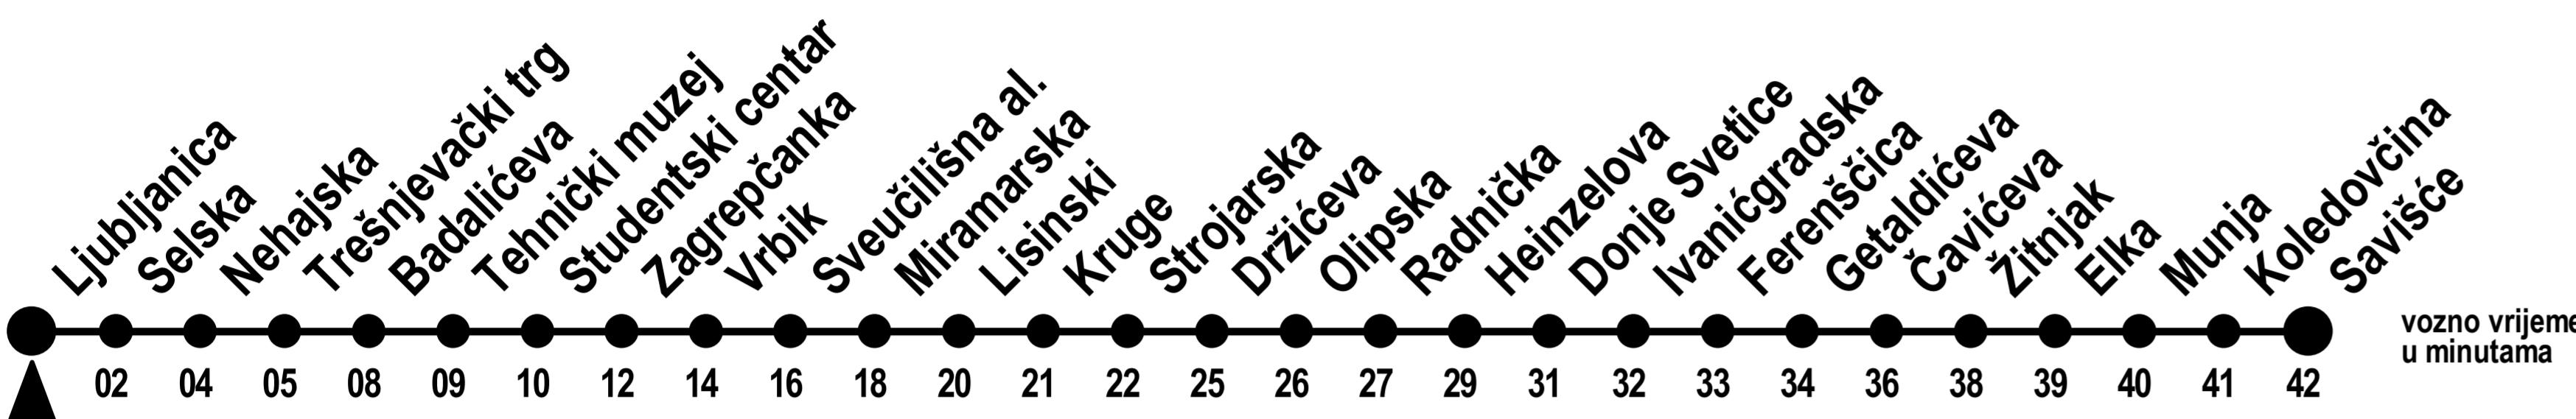 Ljubljanica
Selska
Nehajska
Trešnjevački trg
Badalićeva
Tehnički muzej
Studentski centar
Zagrepčanka
Vrbik
Sveučilišna al.
Miramarska
Lisinski
Kruge
Strojarska
Držićeva
Olipska
Radnička
Heinzelova
Donje Svetice
Ivanićgradska
Ferenščica
Getaldićeva
Čavićeva
Žitnjak
Elka
Munja
Koledovčina
Savišće
02 04 05 08 09 10 12 14 16 18 20 21 22 25 26 27 29 31 32 33 34 36 38 39 40 41 42
vozno vrijeme
u minutama